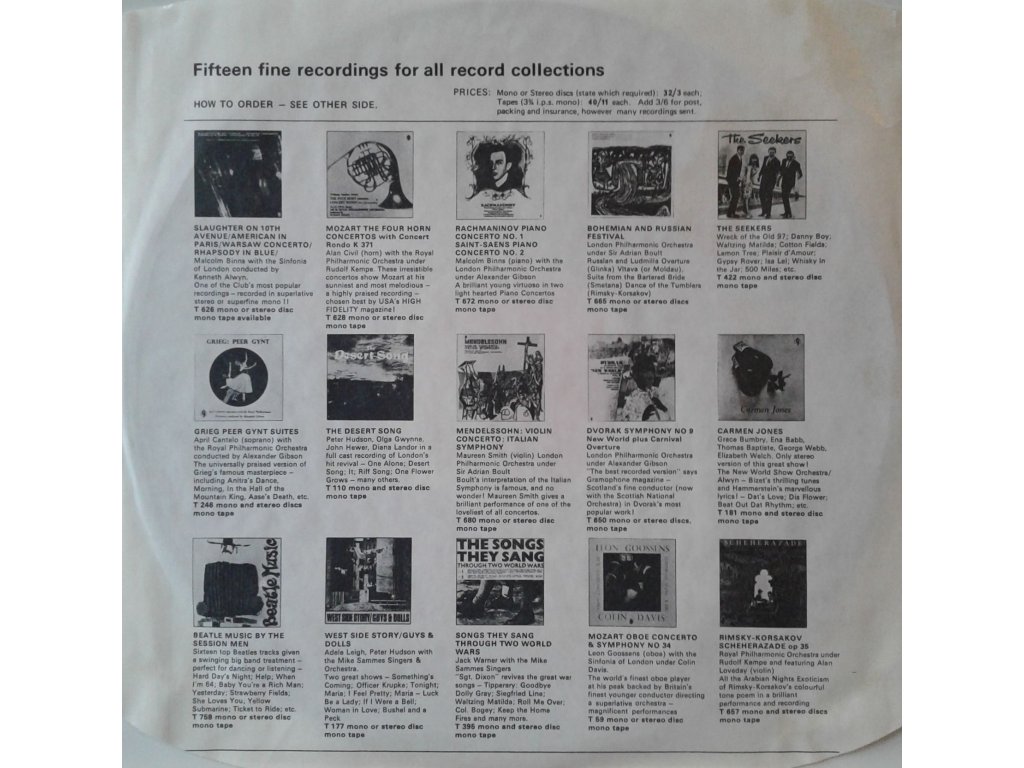 Fifteen fine recordings for all record collections
HOW TO ORDER – SEE OTHER SIDE.
PRICES: Mono or Stereo discs (state which required): 32/3 each;
Tapes (3¾ i.p.s. mono): 40/11 each. Add 3/6 for post,
packing and insurance, however many recordings sent.
SLAUGHTER ON 10TH
AVENUE/AMERICAN IN
PARIS/WARSAW CONCERTO/
RHAPSODY IN BLUE/
Malcolm Binns with the Sinfonia
of London conducted by
Kenneth Alwyn.
One of the Club's most popular
recordings – recorded in superlative
stereo or superfine mono !!
T 626 mono or stereo disc
mono tape available
MOZART THE FOUR HORN
CONCERTOS with Concert
Rondo K 371
Alan Civil (horn) with the Royal
Philharmonic Orchestra under
Rudolf Kempe. These irresistible
concertos show Mozart at his
sunniest and most melodious –
a highly praised recording –
chosen best by USA's HIGH
FIDELITY magazine!
T 628 mono or stereo disc
mono tape
RACHMANINOV
RACHMANINOV PIANO
CONCERTO NO. 1
SAINT-SAENS PIANO
CONCERTO NO. 2
Malcolm Binns (piano) with the
London Philharmonic Orchestra
under Alexander Gibson
A brilliant young virtuoso in two
light hearted Piano Concertos
T 672 mono or stereo disc
mono tape
BOHEMIAN AND RUSSIAN
FESTIVAL
London Philharmonic Orchestra
under Sir Adrian Boult
Russlan and Ludmilla Overture
(Glinka) Vltava (or Moldau),
Suite from the Bartered Bride
(Smetana) Dance of the Tumblers
(Rimsky-Korsakov)
T 665 mono or stereo discs
mono tape
The Seekers
THE SEEKERS
Wreck of the Old 97; Danny Boy;
Waltzing Matilda; Cotton Fields;
Lemon Tree; Plaisir d'Amour;
Gypsy Rover; Isa Lei; Whisky In
the Jar; 500 Miles; etc.
T 422 mono and stereo disc
mono tape
GRIEG: PEER GYNT
GRIEG PEER GYNT SUITES
April Cantelo (soprano) with
the Royal Philharmonic Orchestra
conducted by Alexander Gibson
The universally praised version of
Grieg's famous masterpiece –
including Anitra's Dance,
Morning, In the Hall of the
Mountain King, Aase's Death, etc.
T 246 mono and stereo discs
mono tape
The
Desert Song
THE DESERT SONG
Peter Hudson, Olga Gwynne,
John Hewer, Diana Landor in a
full cast recording of London's
hit revival – One Alone; Desert
Song; It; Riff Song; One Flower
Grows – many others.
T 110 mono and stereo disc
mono tape
MENDELSSOHN
MENDELSSOHN: VIOLIN
CONCERTO: ITALIAN
SYMPHONY
Maureen Smith (violin) London
Philharmonic Orchestra under
Sir Adrian Boult
Boult's interpretation of the Italian
Symphony is famous, and no
wonder! Maureen Smith gives a
brilliant performance of one of the
loveliest of all concertos.
T 680 mono or stereo disc
mono tape
DVORAK SYMPHONY NO 9
New World plus Carnival
Overture
London Philharmonic Orchestra
under Alexander Gibson
"The best recorded version" says
Gramophone magazine –
Scotland's fine conductor (now
with the Scottish National
Orchestra) in Dvorak's most
popular work!
T 650 mono or stereo discs,
mono tape
Carmen Jones
CARMEN JONES
Grace Bumbry, Ena Babb,
Thomas Baptiste, George Webb,
Elizabeth Welch. Only stereo
version of this great show!
The New World Show Orchestra/
Alwyn – Bizet's thrilling tunes
and Hammerstein's marvellous
lyrics! – Dat's Love; Dis Flower;
Beat Out Dat Rhythm; etc.
T 181 mono and stereo disc
mono tape
Beatle Music
BEATLE MUSIC BY THE
SESSION MEN
Sixteen top Beatles tracks given
a swinging big band treatment –
perfect for dancing or listening –
Hard Day's Night; Help; When
I'm 64; Baby You're a Rich Man;
Yesterday; Strawberry Fields;
She Loves You; Yellow
Submarine; Ticket to Ride; etc.
T 758 mono or stereo disc
mono tape
WEST SIDE STORY/GUYS & DOLLS
WEST SIDE STORY/GUYS &
DOLLS
Adele Leigh, Peter Hudson with
the Mike Sammes Singers &
Orchestra.
Two great shows – Something's
Coming; Officer Krupke; Tonight;
Maria; I Feel Pretty; Maria – Luck
Be a Lady; If I Were a Bell;
Woman in Love; Bushel and a
Peck
T 177 mono or stereo disc
mono tape
THE SONGS
THEY SANG
THROUGH TWO WORLD WARS
SONGS THEY SANG
THROUGH TWO WORLD
WARS
Jack Warner with the Mike
Sammes Singers
"Sgt. Dixon" revives the great war
songs – Tipperary; Goodbye
Dolly Gray; Siegfried Line;
Waltzing Matilda; Roll Me Over;
Col. Bogey; Keep the Home
Fires and many more.
T 395 mono and stereo disc
mono tape
LEON GOOSSENS
COLIN DAVIS
MOZART OBOE CONCERTO
& SYMPHONY NO 34
Leon Goossens (oboe) with the
Sinfonia of London under Colin
Davis.
The world's finest oboe player
at his peak backed by Britain's
finest younger conductor directing
a superlative orchestra –
magnificent performances
T 59 mono or stereo disc
mono tape
SCHEHERAZADE
RIMSKY-KORSAKOV
SCHEHERAZADE op 35
Royal Philharmonic Orchestra under
Rudolf Kempe and featuring Alan
Loveday (violin)
All the Arabian Nights Exoticism
of Rimsky-Korsakov's colourful
tone poem in a brilliant
performance and recording
T 657 mono and stereo discs
mono tape